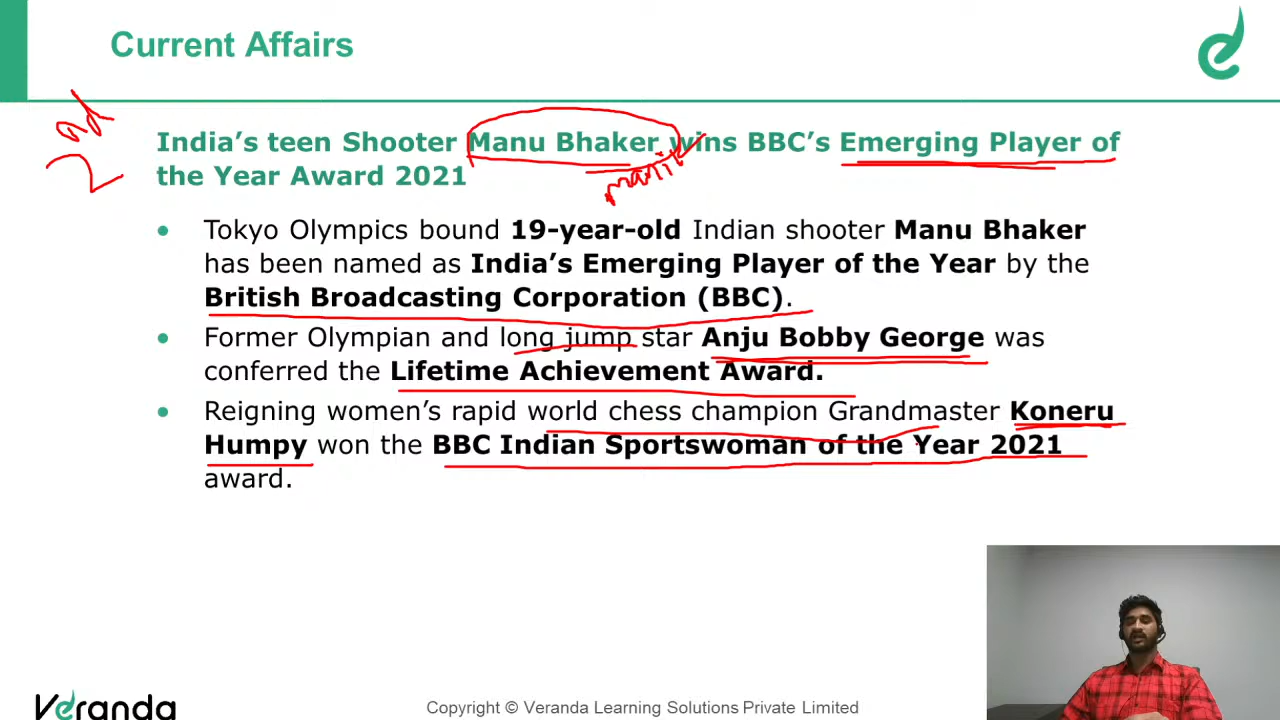 Current Affairs
2nd
India's teen Shooter Manu Bhaker wins BBC's Emerging Player of
the Year Award 2021
Tokyo Olympics bound 19-year-old Indian shooter Manu Bhaker
has been named as India's Emerging Player of the Year by the
British Broadcasting Corporation (BBC).
Former Olympian and long jump star Anju Bobby George was
conferred the Lifetime Achievement Award.
Reigning women's rapid world chess champion Grandmaster Koneru
Humpy won the BBC Indian Sportswoman of the Year 2021
award.
Veranda
Copyright © Veranda Learning Solutions Private Limited